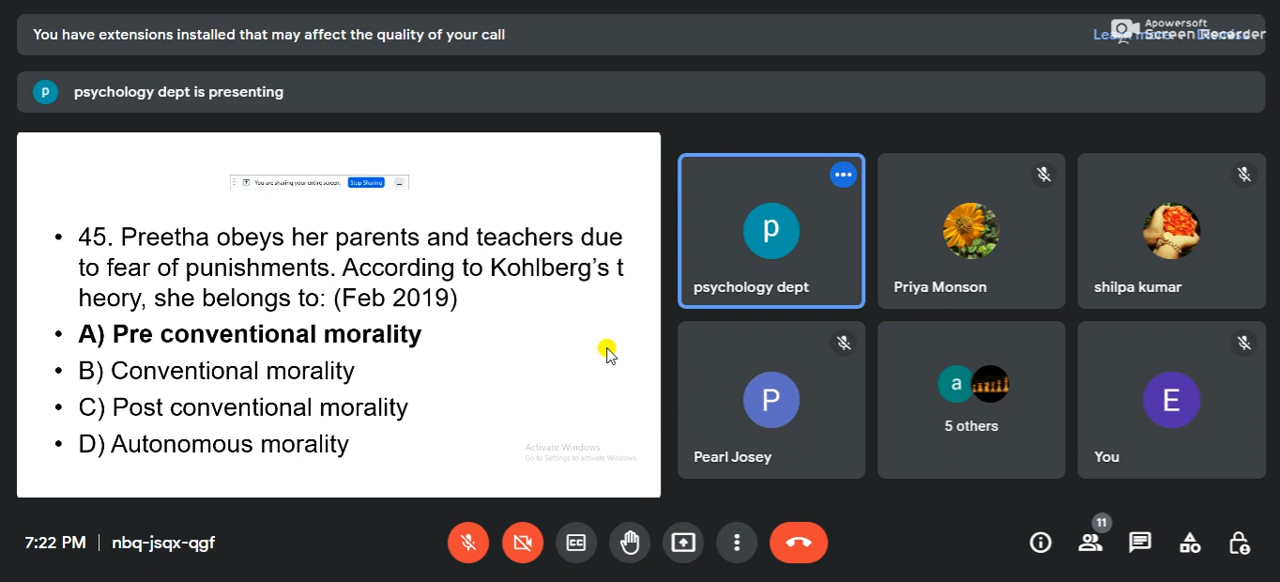 You have extensions installed that may affect the quality of your call
Apowersoft
Screen Recorder
p psychology dept is presenting
You are sharing your entire screen. Stop Sharing
• 45. Preetha obeys her parents and teachers due
to fear of punishments. According to Kohlberg’s t
heory, she belongs to: (Feb 2019)
• A) Pre conventional morality
• B) Conventional morality
• C) Post conventional morality
• D) Autonomous morality
Activate Windows
Go to Settings to activate Windows.
p
psychology dept
Priya Monson
shilpa kumar
P
Pearl Josey
a
5 others
E
You
7:22 PM | nbq-jsqx-qgf
CC
11